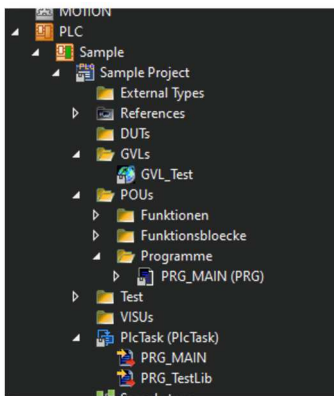 MOTION
PLC
Sample
Sample Project
External Types
References
DUTs
GVLs
GVL_Test
POUs
Funktionen
Funktionsbloecke
Programme
PRG_MAIN (PRG)
Test
VISUs
PlcTask (PlcTask)
PRG_MAIN
PRG_TestLib